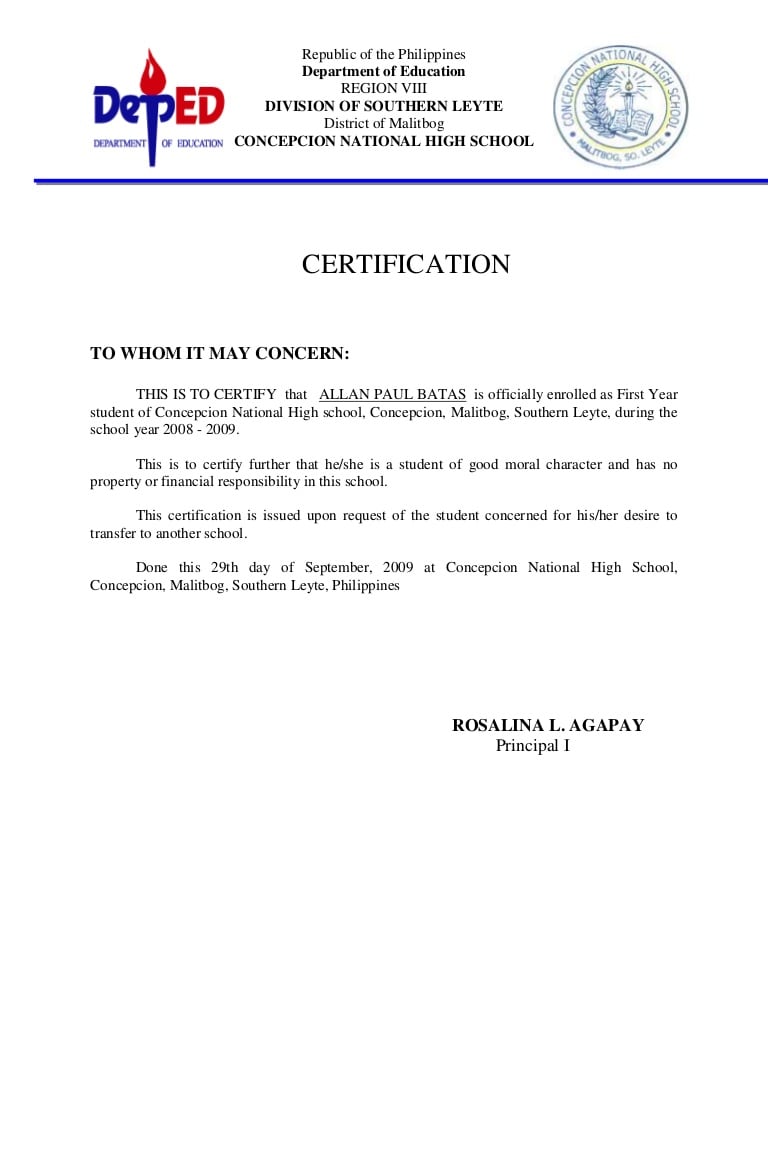 Republic of the Philippines
Department of Education
REGION VIII
DIVISION OF SOUTHERN LEYTE
District of Malitbog
CONCEPCION NATIONAL HIGH SCHOOL
DepED
DEPARTMENT OF EDUCATION
CONCEPCION NATIONAL HIGH SCHOOL
MALITBOG, SO. LEYTE
CERTIFICATION
TO WHOM IT MAY CONCERN:
THIS IS TO CERTIFY that ALLAN PAUL BATAS is officially enrolled as First Year
student of Concepcion National High school, Concepcion, Malitbog, Southern Leyte, during the
school year 2008 - 2009.
This is to certify further that he/she is a student of good moral character and has no
property or financial responsibility in this school.
This certification is issued upon request of the student concerned for his/her desire to
transfer to another school.
Done this 29th day of September, 2009 at Concepcion National High School,
Concepcion, Malitbog, Southern Leyte, Philippines
ROSALINA L. AGAPAY
Principal I